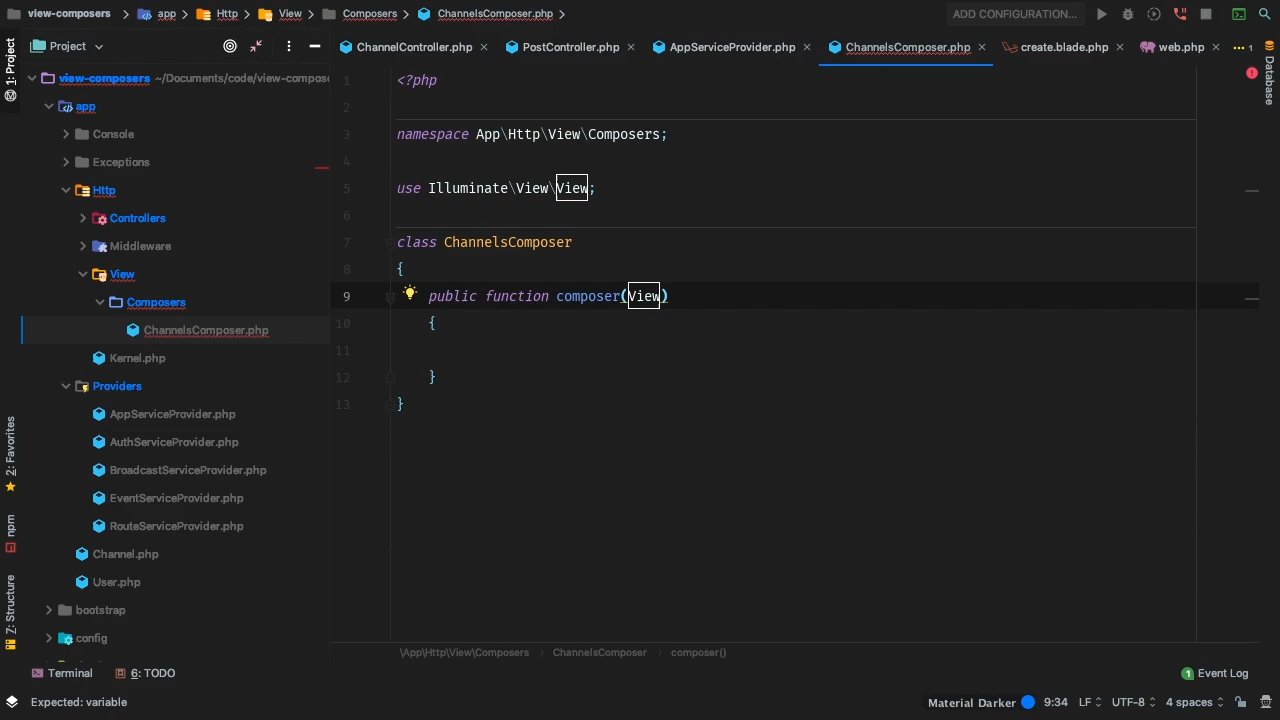 view-composers app Http View Composers ChannelsComposer.php ADD CONFIGURATION...
Project
ChannelController.php PostController.php AppServiceProvider.php ChannelsComposer.php create.blade.php web.php 1
1: Project
2: Favorites
npm
7: Structure
Database
view-composers ~/Documents/code/view-compos
app
Console
Exceptions
Http
Controllers
Middleware
View
Composers
ChannelsComposer.php
Kernel.php
Providers
AppServiceProvider.php
AuthServiceProvider.php
BroadcastServiceProvider.php
EventServiceProvider.php
RouteServiceProvider.php
Channel.php
User.php
bootstrap
config
1 <?php
2
3 namespace App\Http\View\Composers;
4
5 use Illuminate\View\View;
6
7 class ChannelsComposer
8 {
9 public function composer(View)
10 {
11
12 }
13 }
\App\Http\View\Composers ChannelsComposer composer()
Terminal 6: TODO 1 Event Log
Expected: variable Material Darker 9:34 LF UTF-8 4 spaces